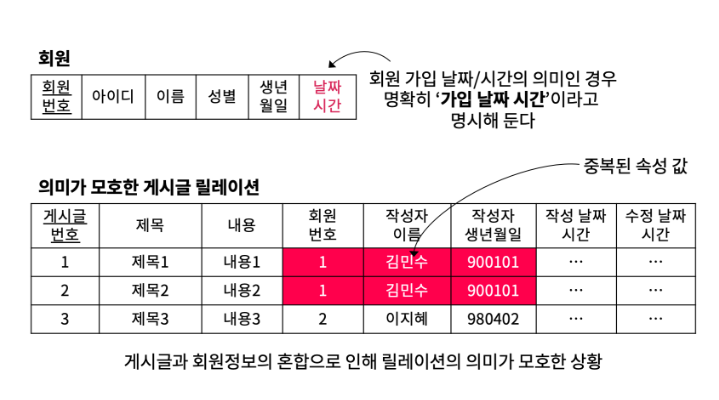 회원
회원 번호 아이디 이름 성별 생년 월일 날짜 시간
회원 가입 날짜/시간의 의미인 경우
명확히 ‘가입 날짜 시간’이라고
명시해 둔다
중복된 속성 값
의미가 모호한 게시글 릴레이션
게시글 번호 제목 내용 회원 번호 작성자 이름 작성자 생년월일 작성 날짜 시간 수정 날짜 시간
1 제목1 내용1 1 김민수 900101 ... ...
2 제목2 내용2 1 김민수 900101 ... ...
3 제목3 내용3 2 이지혜 980402 ... ...
게시글과 회원정보의 혼합으로 인해 릴레이션의 의미가 모호한 상황